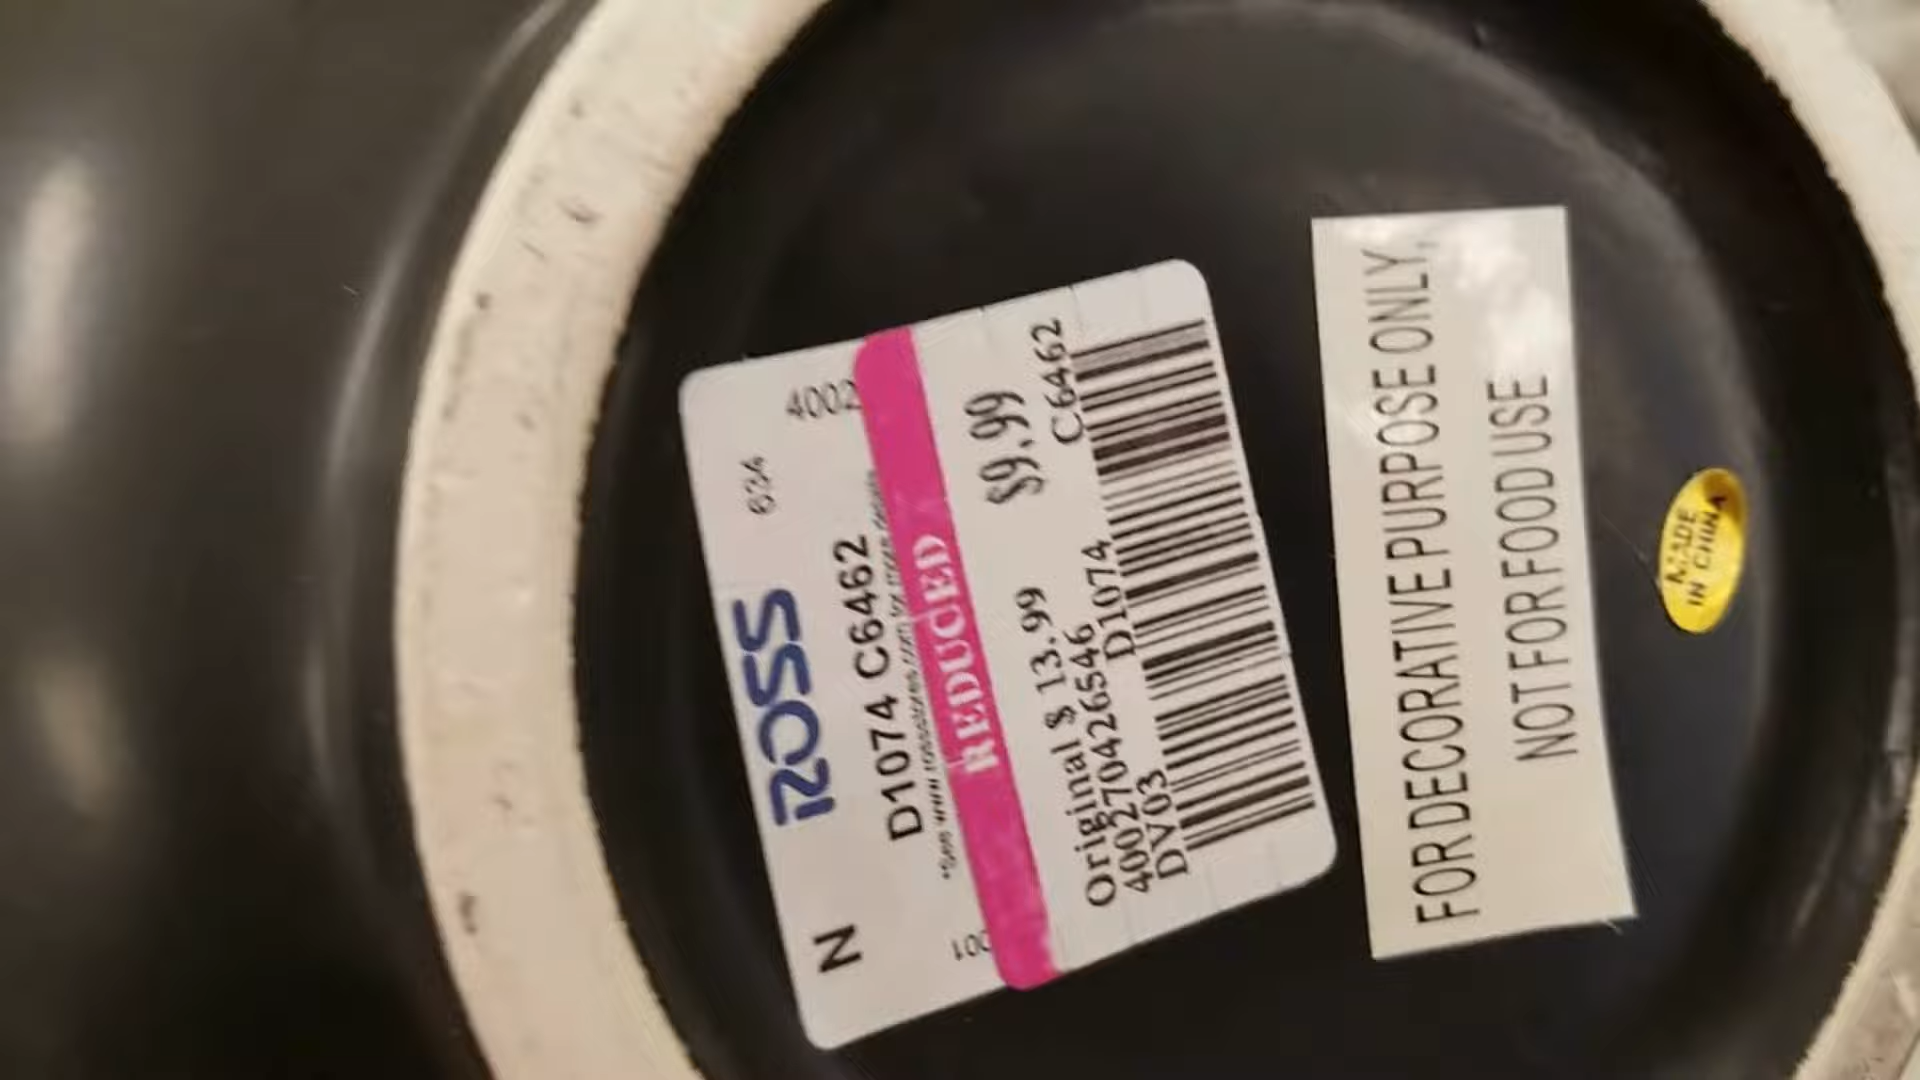 634
4002
ROSS
N
D1074 C6462
REDUCED
$9.99
Original $ 13.99
400270426546
C6462
D1074
DV03
FOR DECORATIVE PURPOSE ONLY,
NOT FOR FOOD USE
MADE
IN CHINA